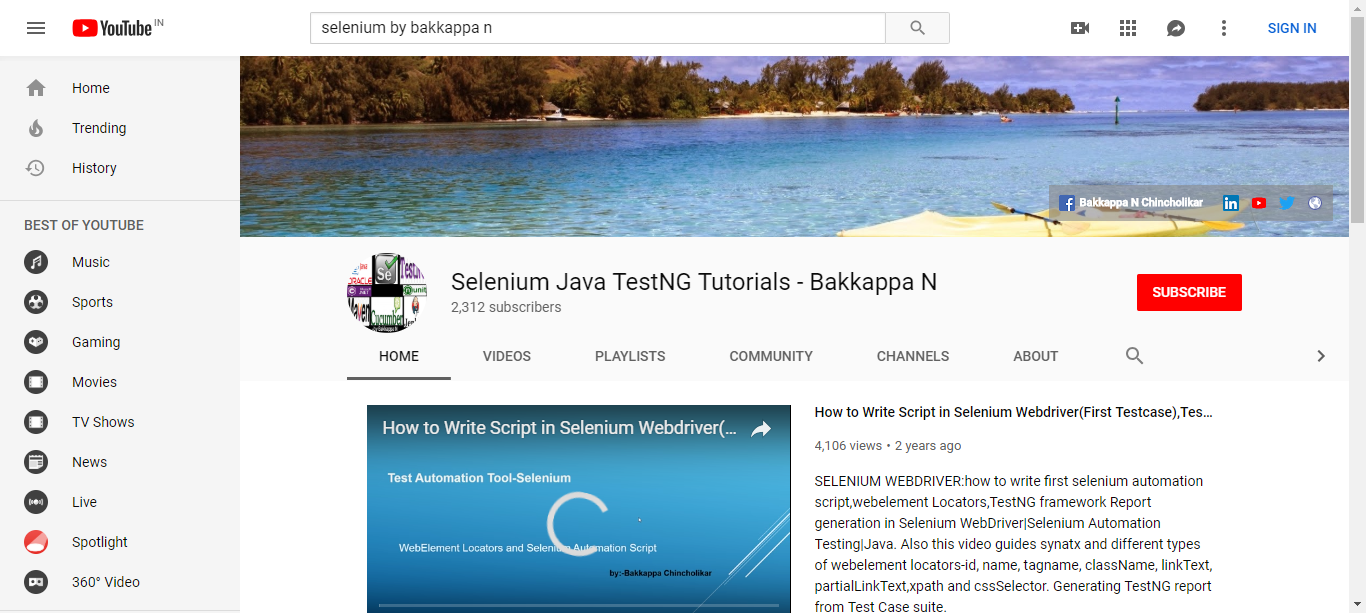 YouTube IN
selenium by bakkappa n
SIGN IN
Home
Trending
History
BEST OF YOUTUBE
Music
Sports
Gaming
Movies
TV Shows
News
Live
Spotlight
360° Video
Bakkappa N Chincholikar
Selenium Java TestNG Tutorials - Bakkappa N
2,312 subscribers
SUBSCRIBE
HOME
VIDEOS
PLAYLISTS
COMMUNITY
CHANNELS
ABOUT
How to Write Script in Selenium Webdriver(...
Test Automation Tool-Selenium
WebElement Locators and Selenium Automation Script
by:-Bakkappa Chincholikar
How to Write Script in Selenium Webdriver(First Testcase),Tes...
4,106 views • 2 years ago
SELENIUM WEBDRIVER:how to write first selenium automation
script,webelement Locators,TestNG framework Report
generation in Selenium WebDriver|Selenium Automation
Testing|Java. Also this video guides synatx and different types
of webelement locators-id, name, tagname, className, linkText,
partialLinkText,xpath and cssSelector. Generating TestNG report
from Test Case suite.